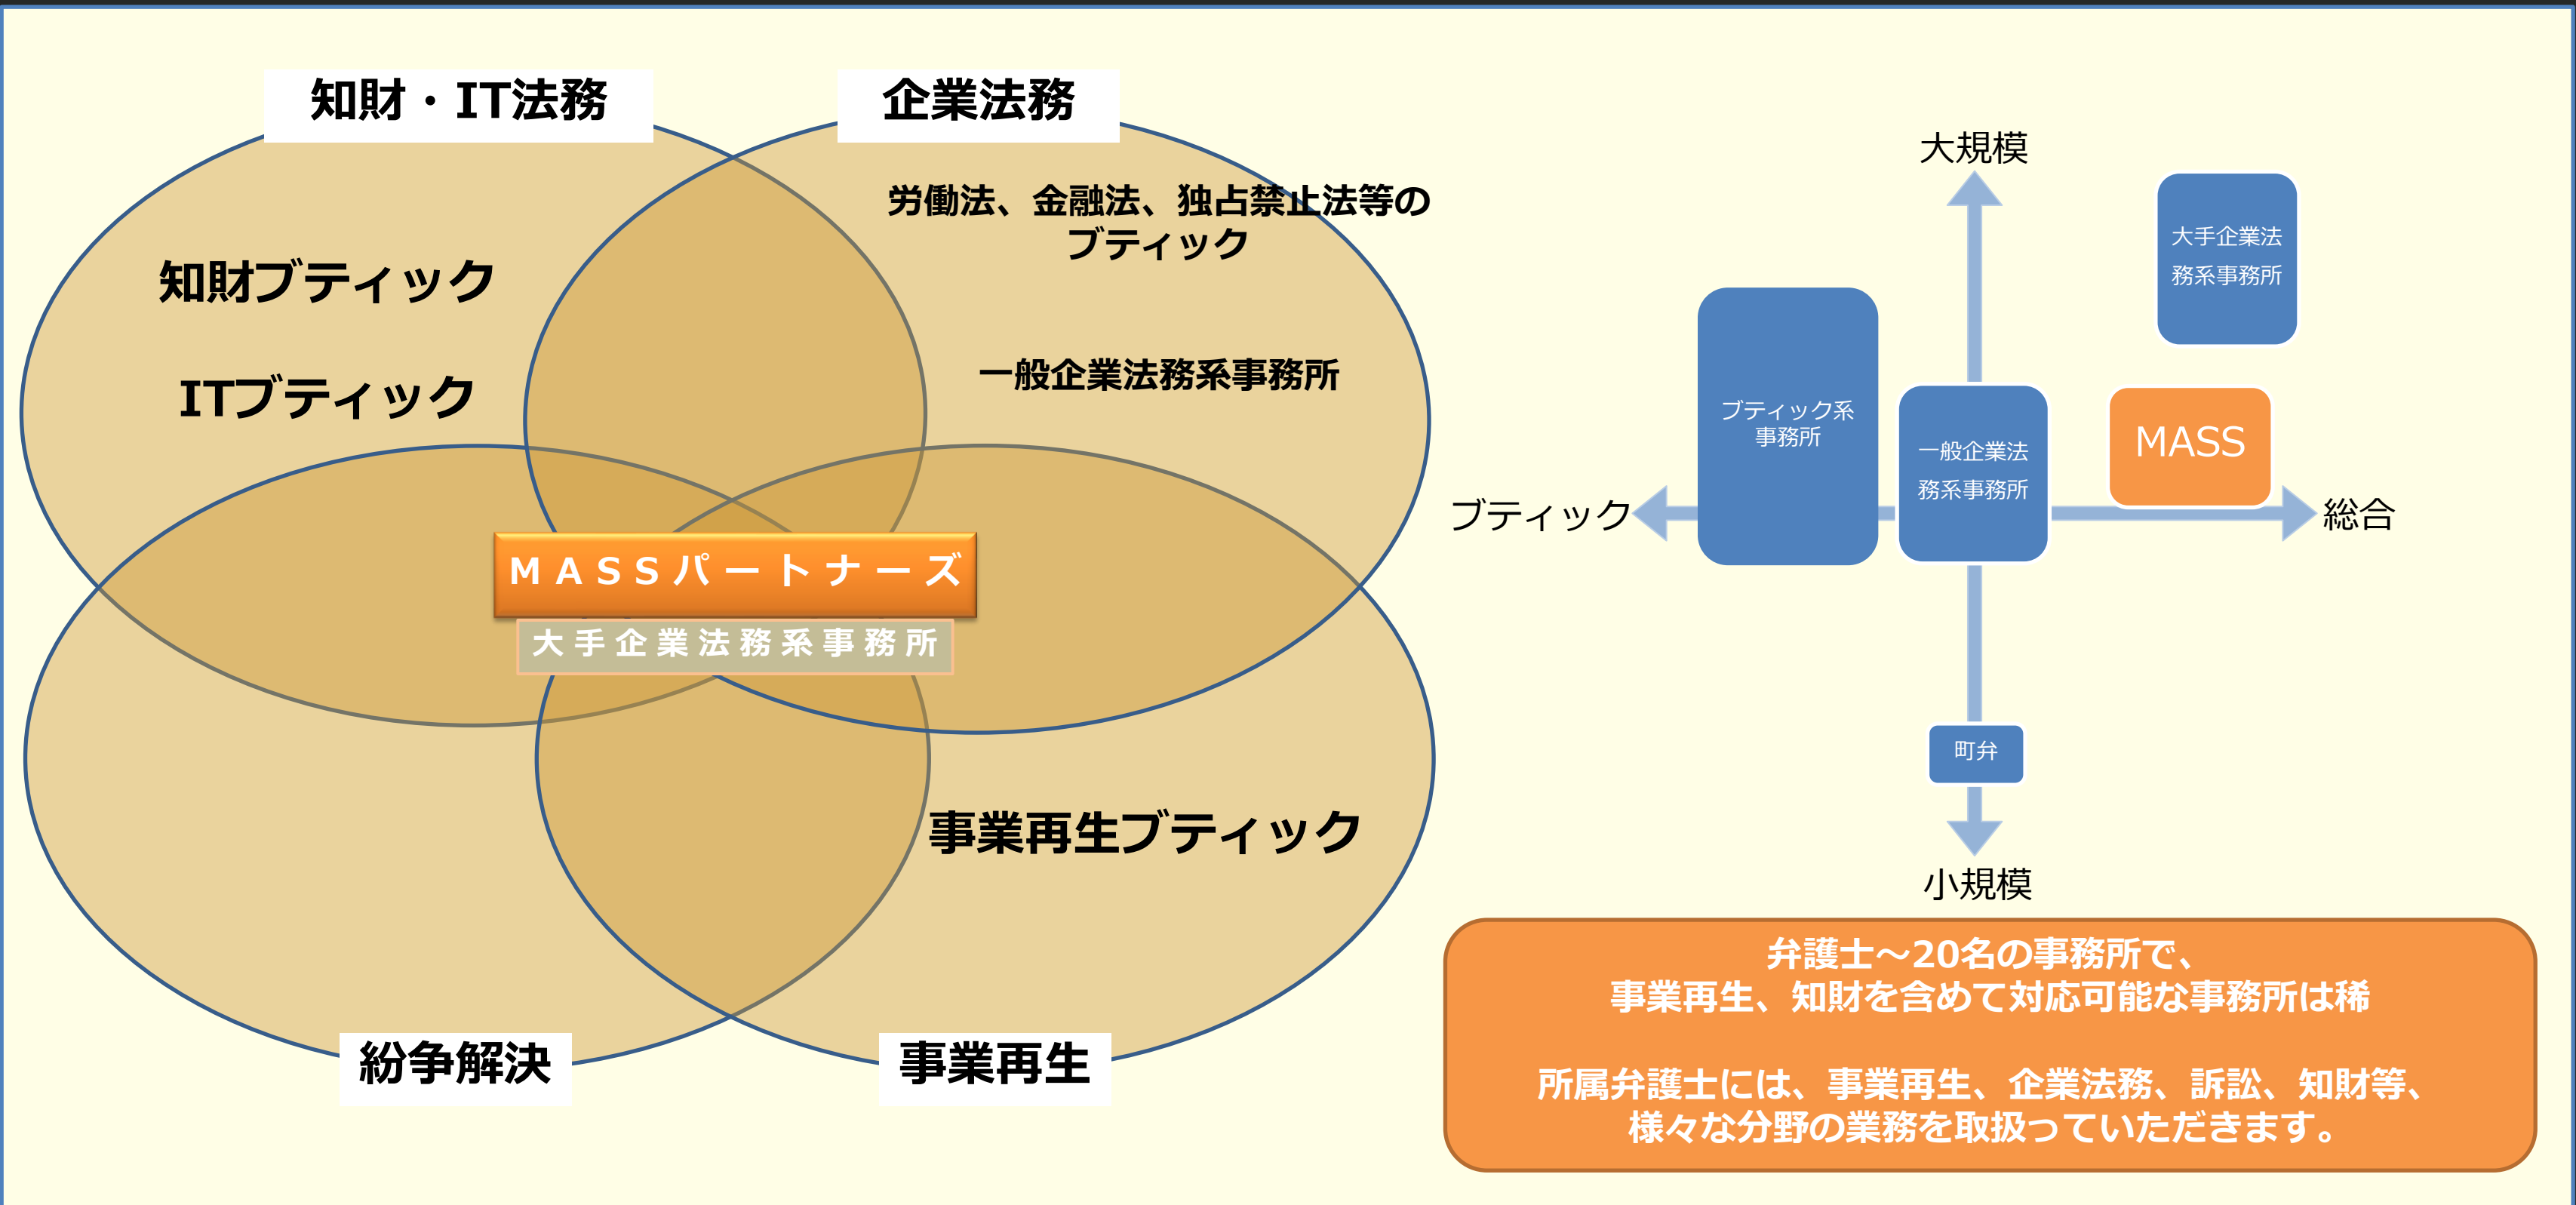 知財・IT法務
企業法務
労働法、金融法、独占禁止法等の
ブティック
知財ブティック
一般企業法務系事務所
ITブティック
MASSパートナーズ
大手企業法務系事務所
事業再生ブティック
紛争解決
事業再生
大規模
大手企業法
務系事務所
ブティック系
事務所
一般企業法
務系事務所
MASS
ブティック
総合
町弁
小規模
弁護士～20名の事務所で、
事業再生、知財を含めて対応可能な事務所は稀
所属弁護士には、事業再生、企業法務、訴訟、知財等、
様々な分野の業務を取扱っていただきます。